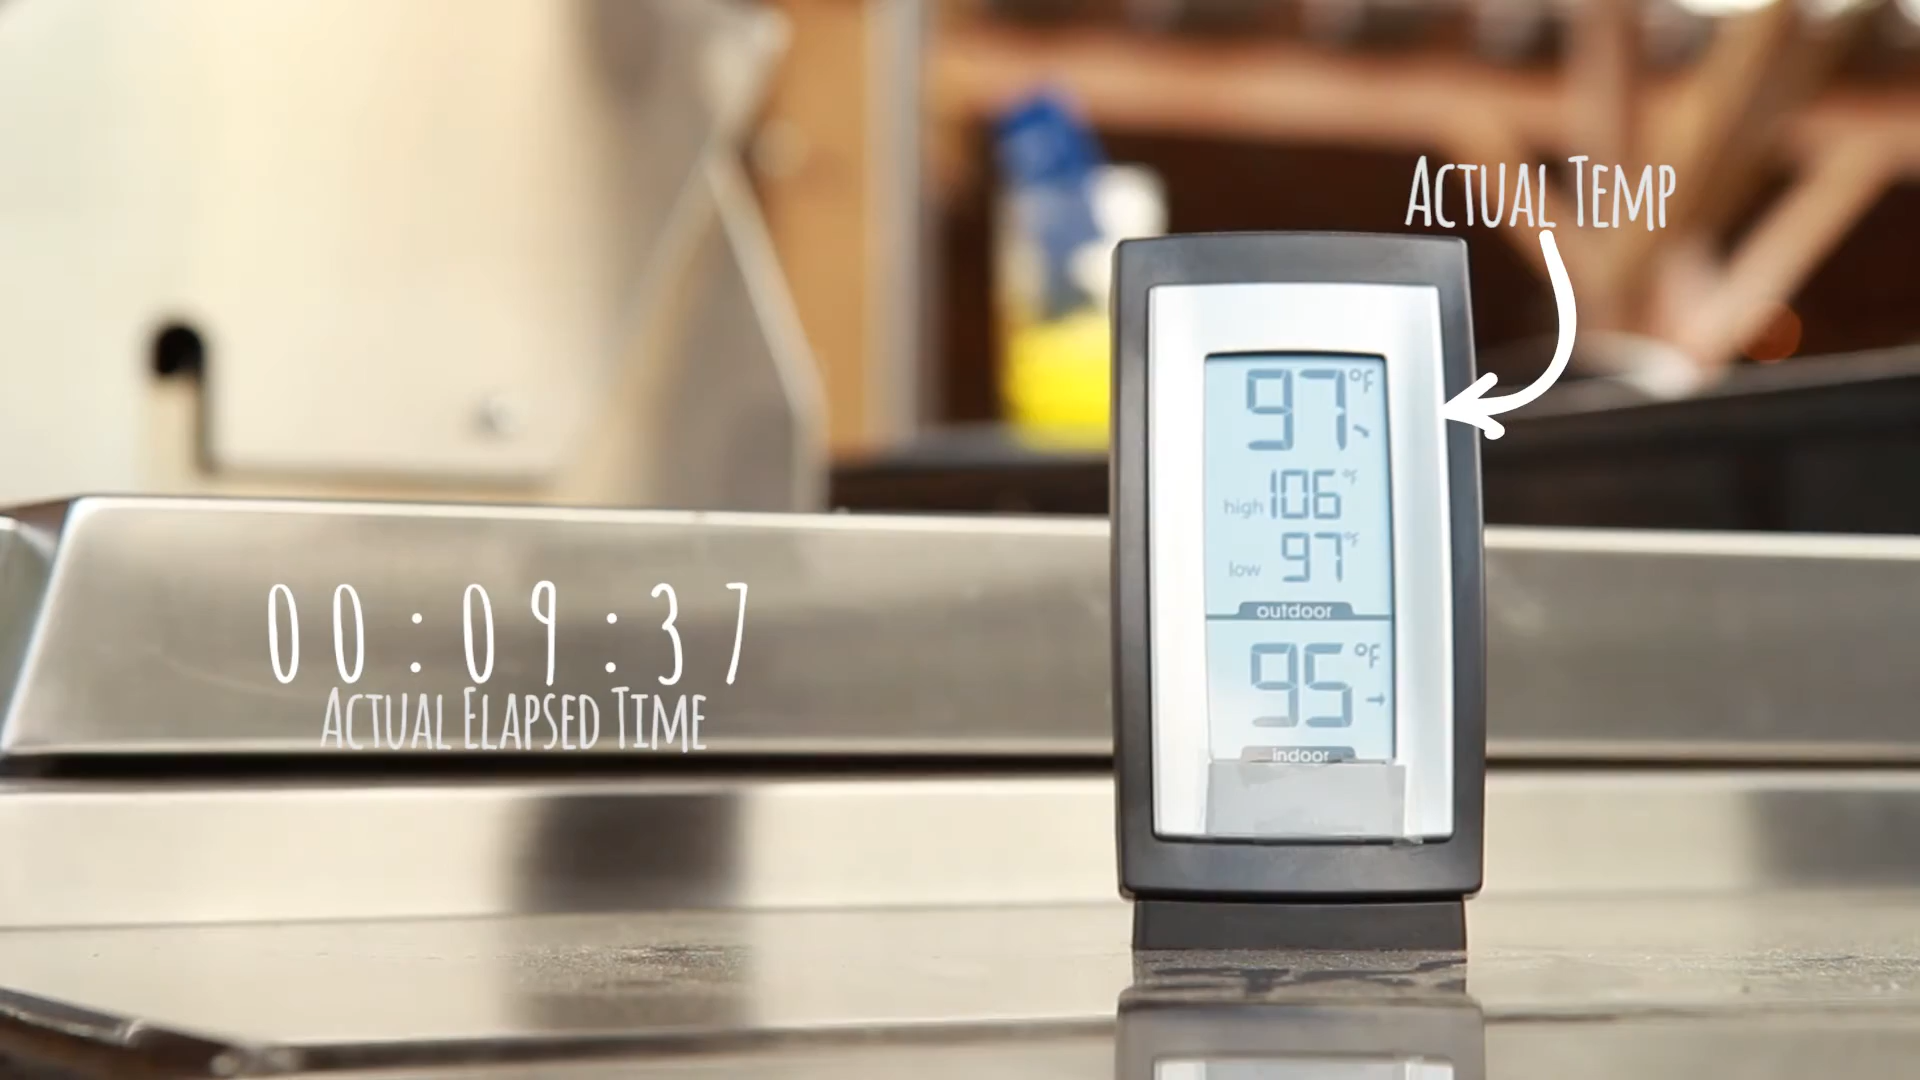 ACTUAL TEMP
97°F
high 106°F
low 97°F
outdoor
95°F
indoor
00:09:37
ACTUAL ELAPSED TIME